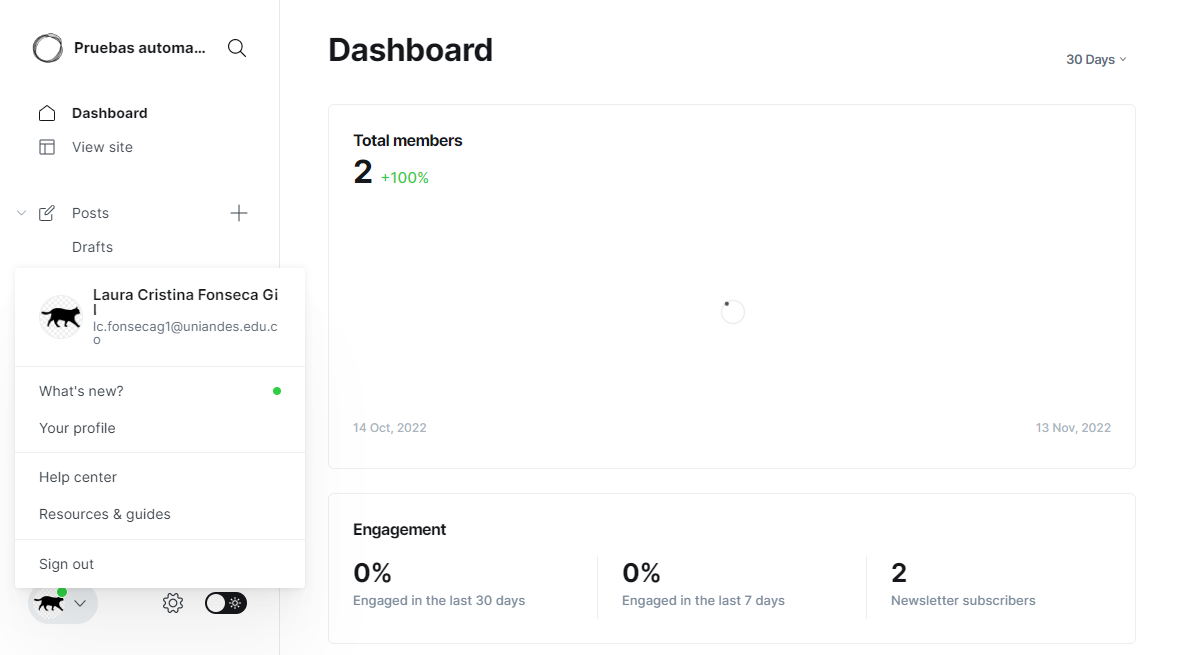 Pruebas automa...
Dashboard
View site
Posts
Drafts
Laura Cristina Fonseca Gi
l
lc.fonsecag1@uniandes.edu.c
o
What's new?
Your profile
Help center
Resources & guides
Sign out
Dashboard
30 Days
Total members
2 +100%
14 Oct, 2022
13 Nov, 2022
Engagement
0%
Engaged in the last 30 days
0%
Engaged in the last 7 days
2
Newsletter subscribers